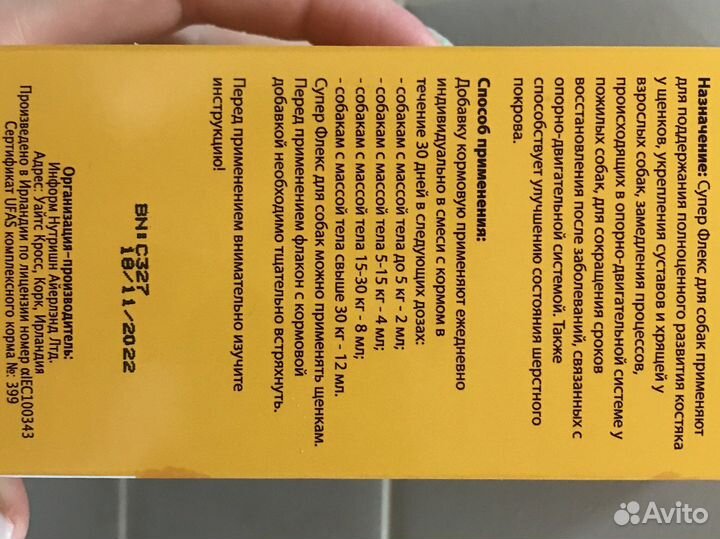 Назначение: Супер Флекс для собак применяют
для поддержания полноценного развития костяка
у щенков, укрепления суставов и хрящей у
взрослых собак, замедления процессов,
происходящих в опорно-двигательной системе у
пожилых собак, для сокращения сроков
восстановления после заболеваний, связанных с
опорно-двигательной системой. Также
способствует улучшению состояния шерстного
покрова.
Способ применения:
Добавку кормовую применяют ежедневно
индивидуально в смеси с кормом в
течение 30 дней в следующих дозах:
- собакам с массой тела до 5 кг - 2 мл;
- собакам с массой тела 5-15 кг - 4 мл;
- собакам с массой тела 15-30 кг - 8 мл;
- собакам с массой тела свыше 30 кг - 12 мл.
Супер Флекс для собак можно применять щенкам.
Перед применением флакон с кормовой
добавкой необходимо тщательно встряхнуть.
Перед применением внимательно изучите
инструкцию!
BN:C327
18/11/2022
Организация-производитель:
Информ Нутришн Айерлэнд Лтд.
Адрес: Уайтс Кросс, Корк, Ирландия
Произведено в Ирландии по лицензии номер αIEC100343
Сертификат UFAS комплексного корма №: 399
Avito